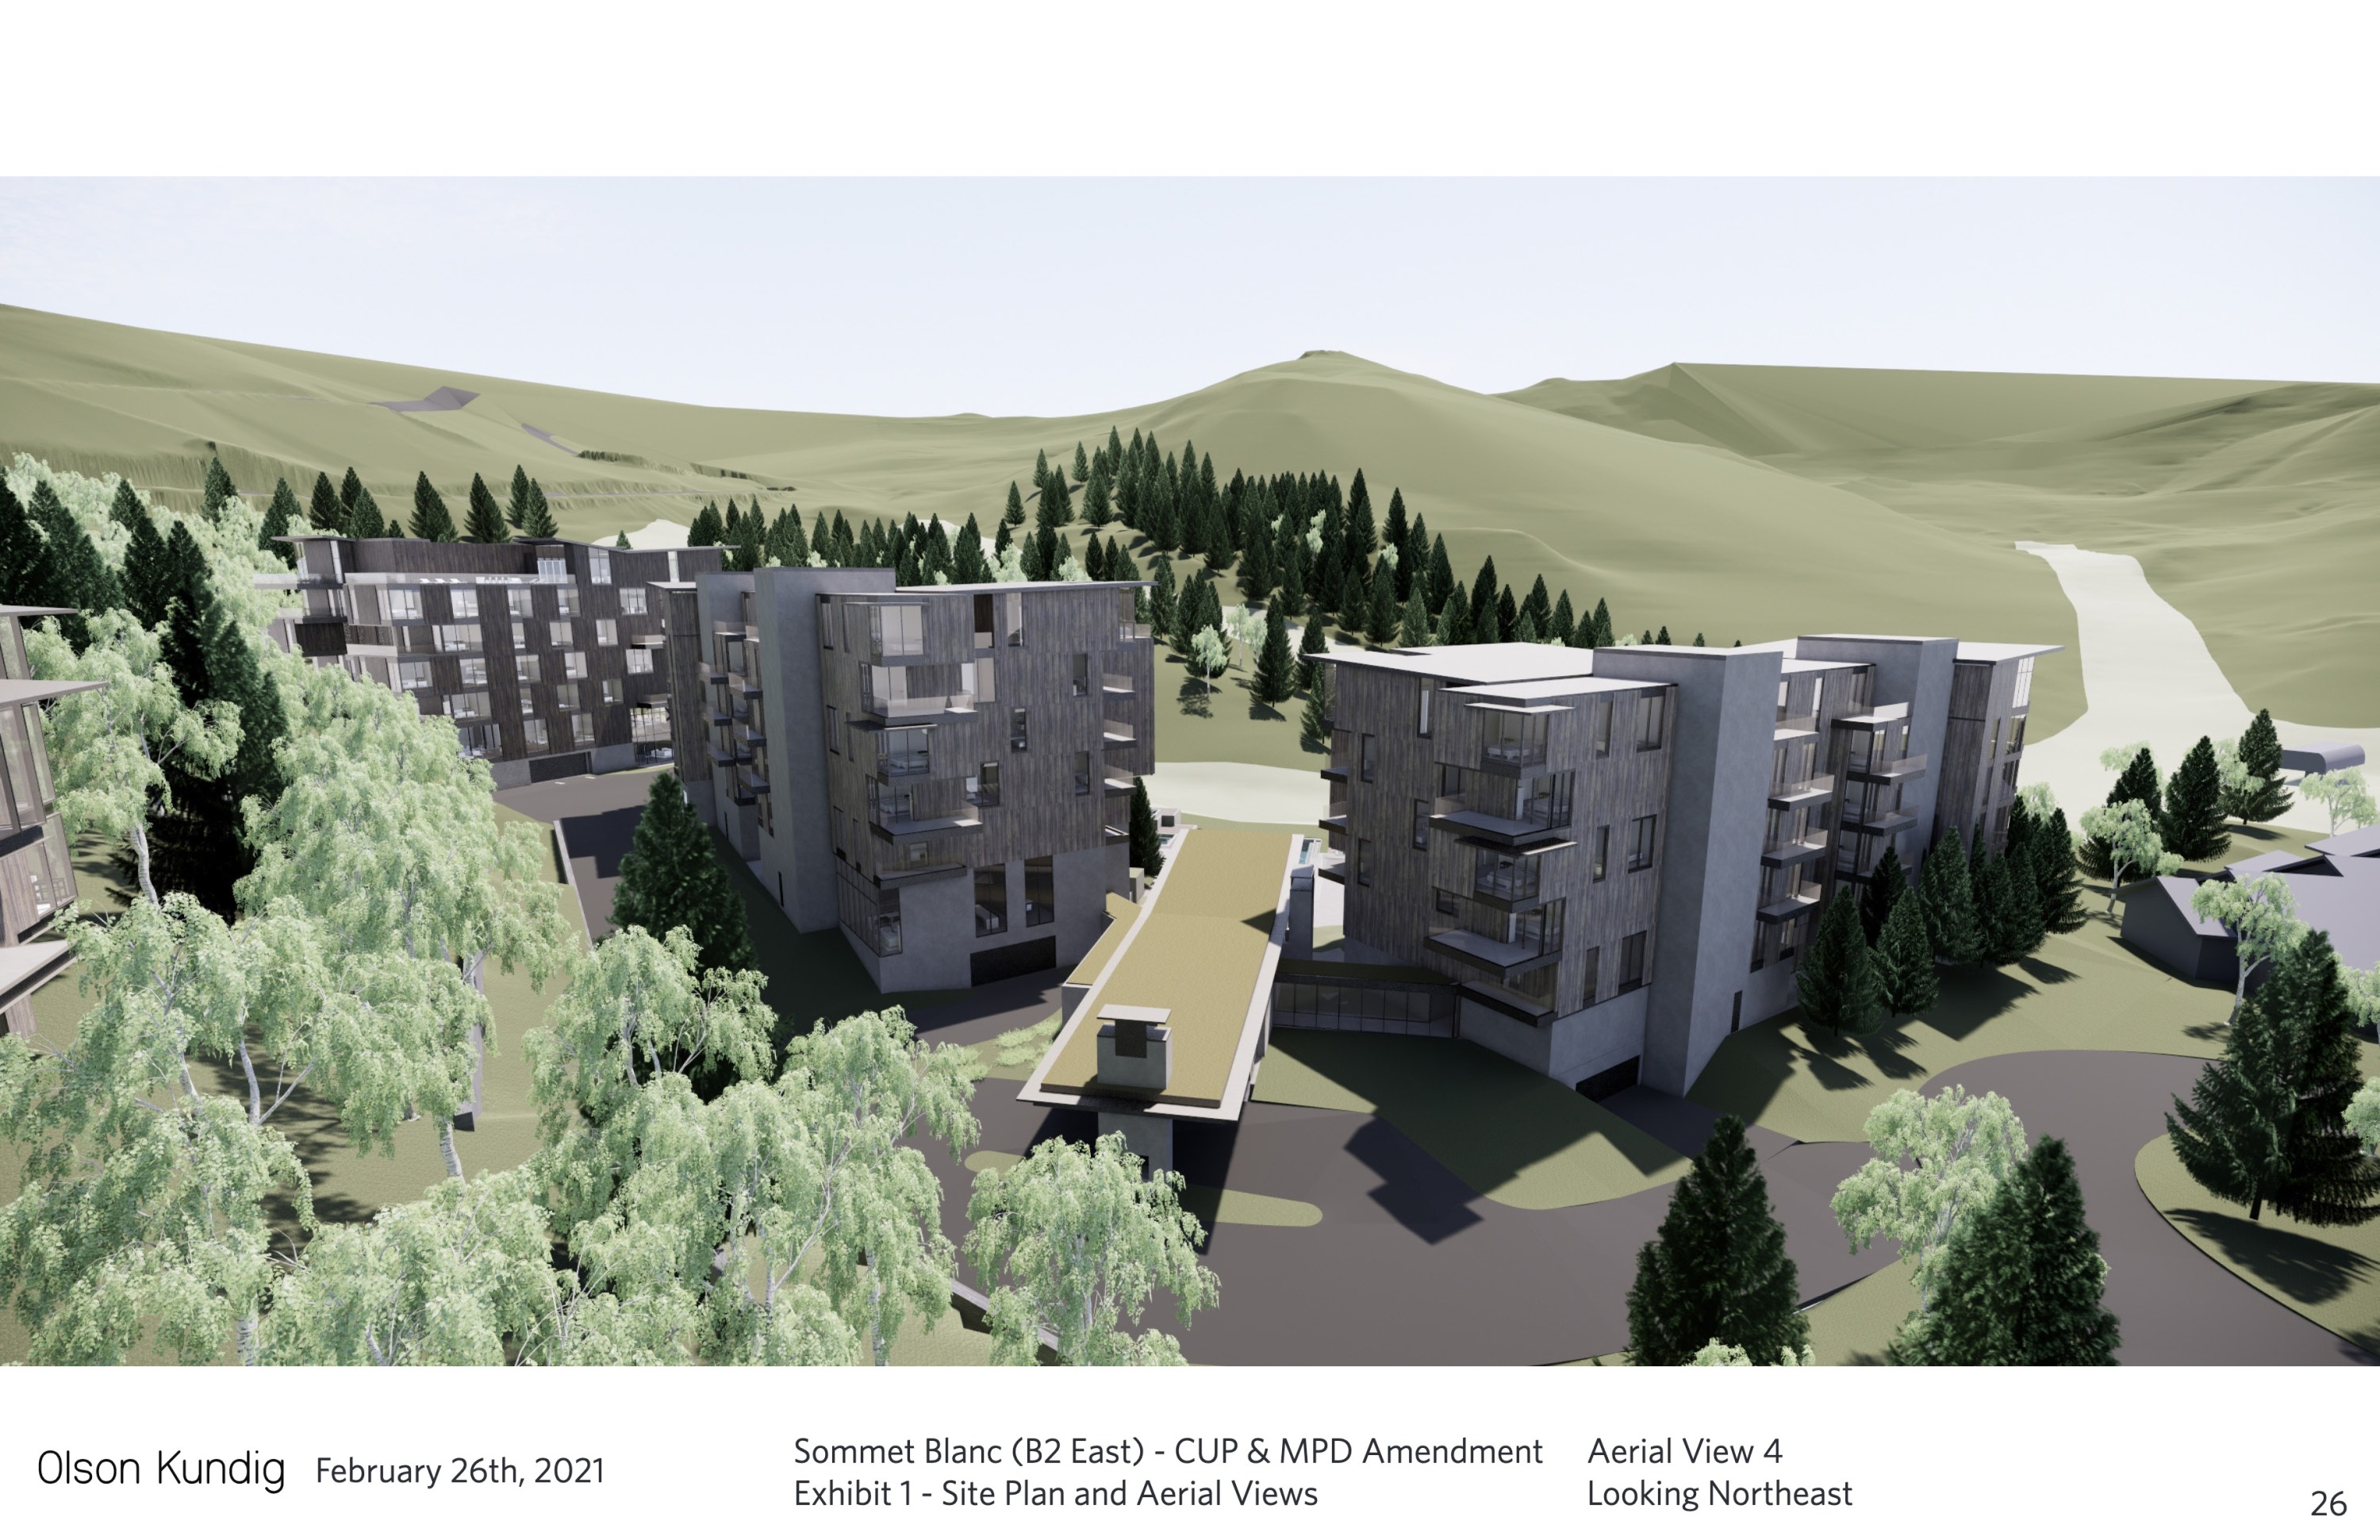 Olson Kundig February 26th, 2021
Sommet Blanc (B2 East) - CUP & MPD Amendment
Exhibit 1 - Site Plan and Aerial Views
Aerial View 4
Looking Northeast
26